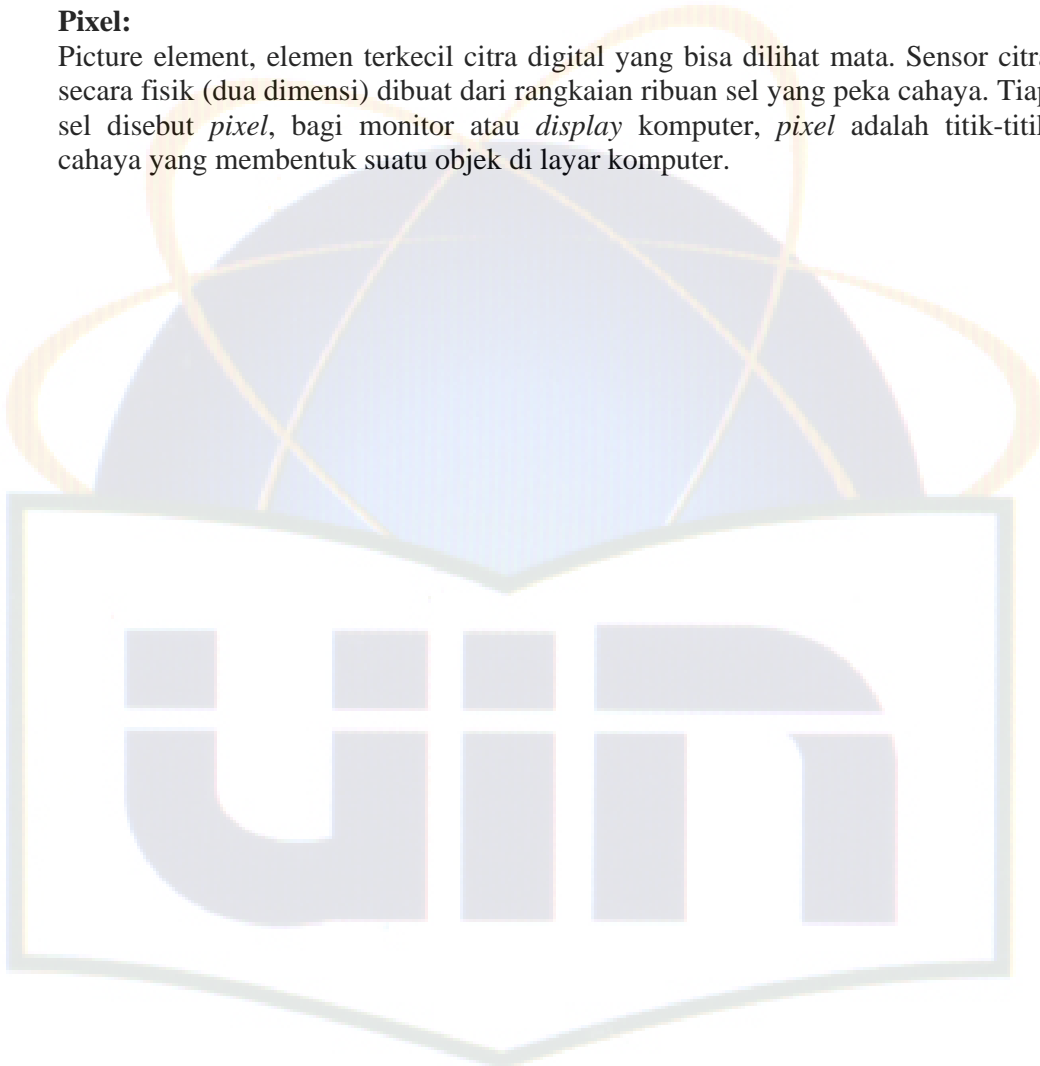 Pixel:
Picture element, elemen terkecil citra digital yang bisa dilihat mata. Sensor citra
secara fisik (dua dimensi) dibuat dari rangkaian ribuan sel yang peka cahaya. Tiap
sel disebut pixel, bagi monitor atau display komputer, pixel adalah titik-titik
cahaya yang membentuk suatu objek di layar komputer.
uin